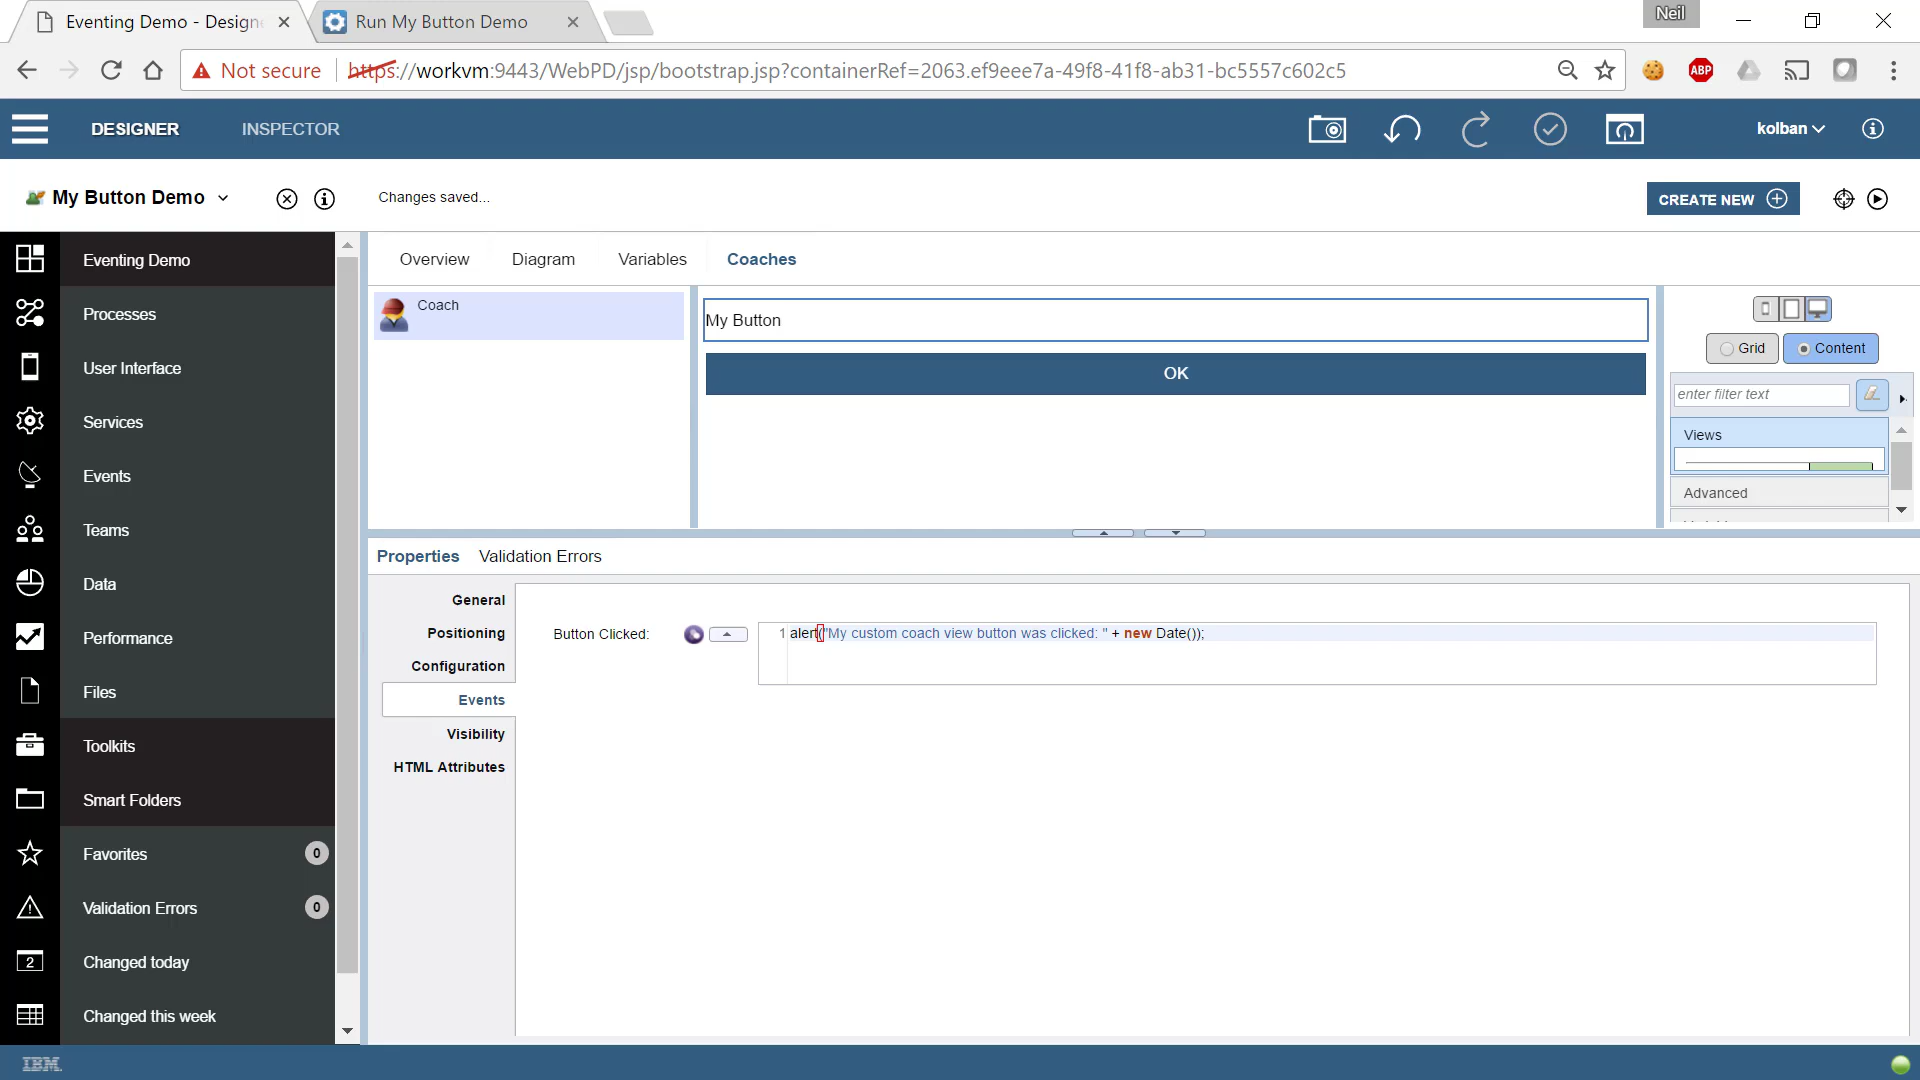 Eventing Demo - Design
Run My Button Demo
Neil
Not secure
https://workvm:9443/WebPD/jsp/bootstrap.jsp?containerRef=2063.ef9eee7a-49f8-41f8-ab31-bc5557c602c5
ABP
DESIGNER
INSPECTOR
kolban
My Button Demo
Changes saved...
CREATE NEW
Eventing Demo
Processes
User Interface
Services
Events
Teams
Data
Performance
Files
Toolkits
Smart Folders
Favorites
0
Validation Errors
0
2
Changed today
Changed this week
Overview
Diagram
Variables
Coaches
Coach
My Button
OK
Grid
Content
enter filter text
Views
Advanced
Properties
Validation Errors
General
Positioning
Configuration
Events
Visibility
HTML Attributes
Button Clicked:
1 alert("My custom coach view button was clicked: " + new Date());
IBM